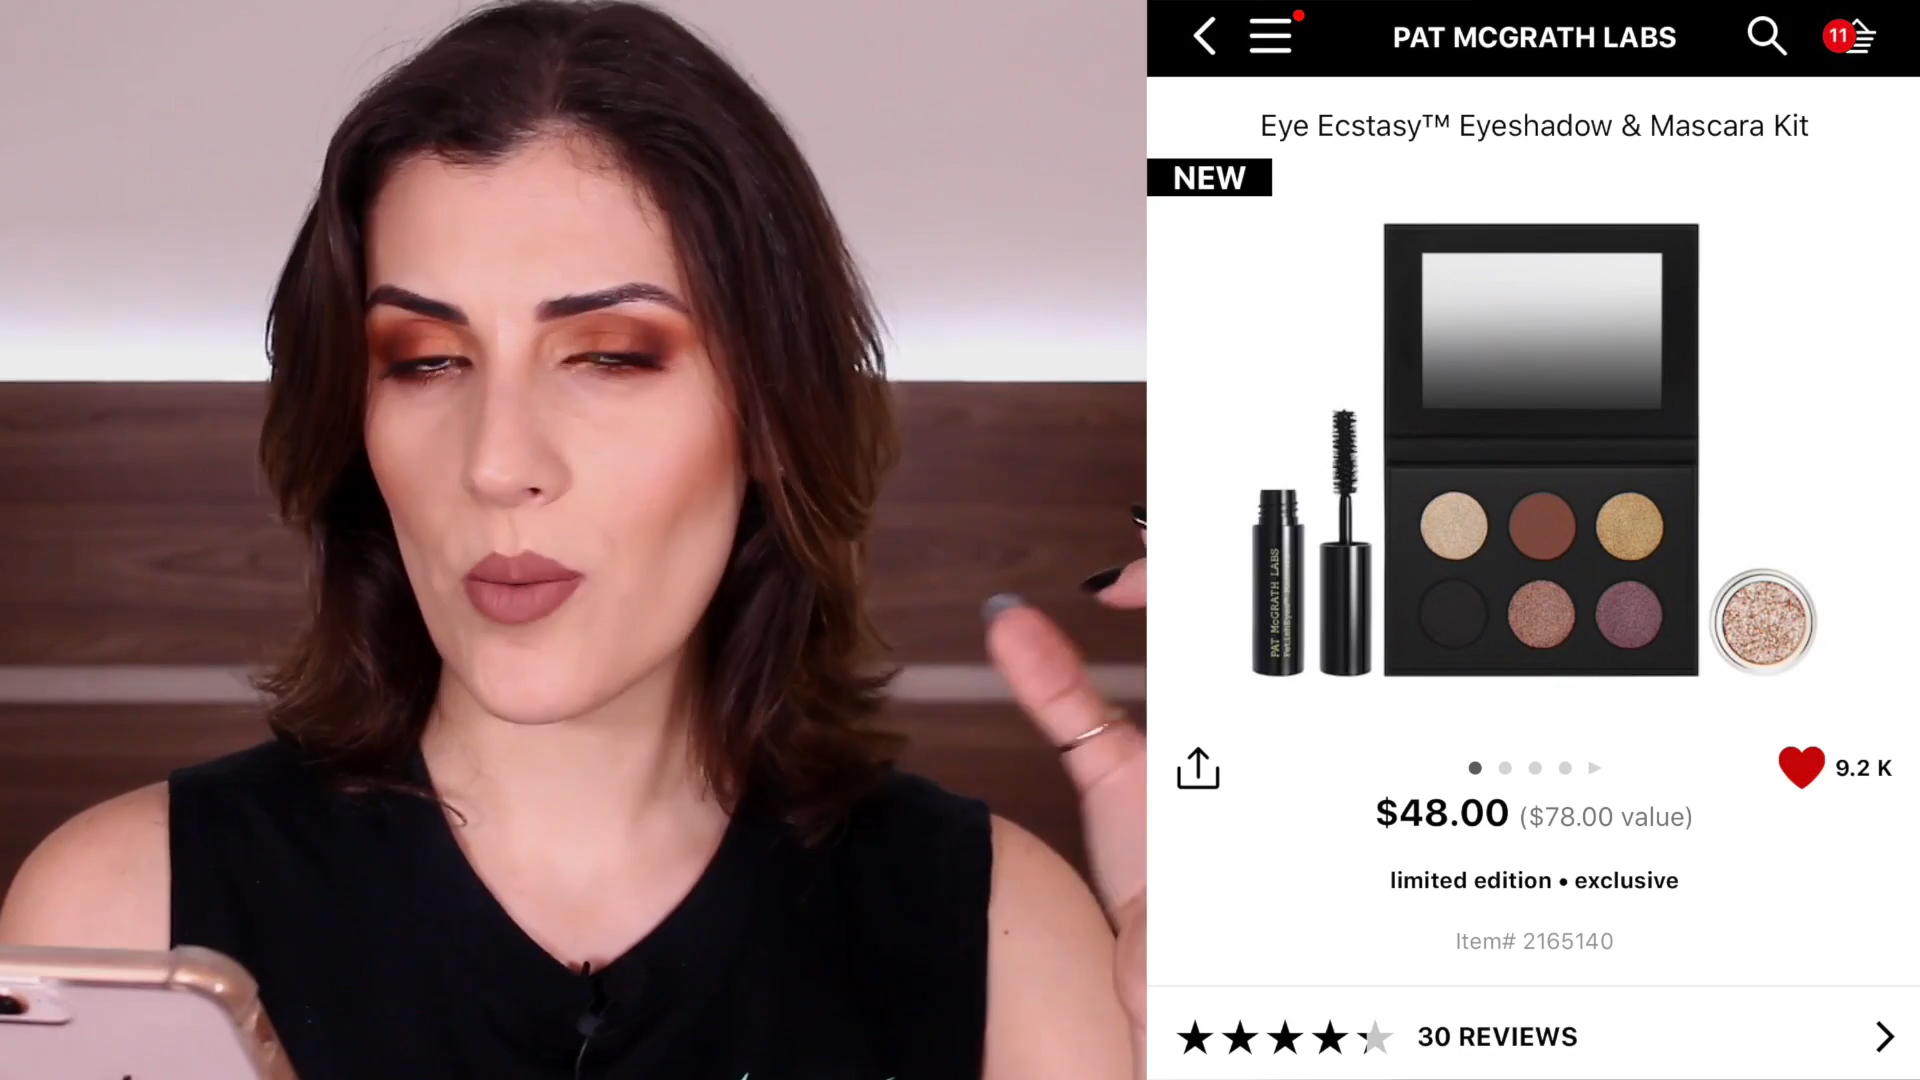 PAT MCGRATH LABS
11
Eye Ecstasy™ Eyeshadow & Mascara Kit
NEW
PAT McGRATH LABS
9.2 K
$48.00 ($78.00 value)
limited edition • exclusive
Item# 2165140
30 REVIEWS